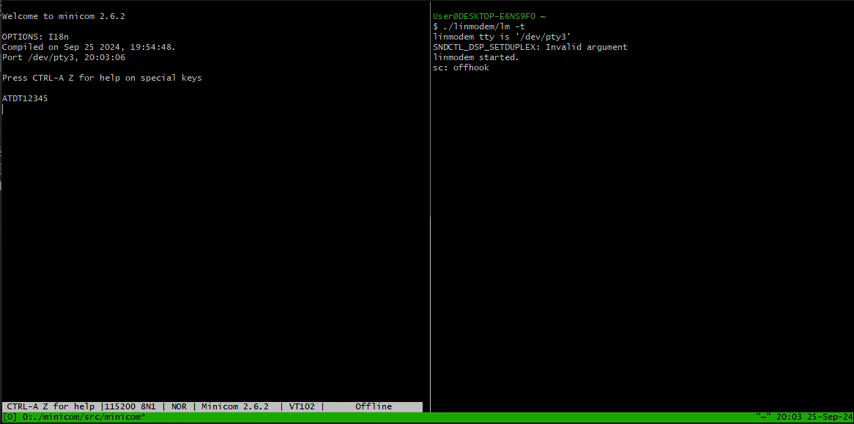 Welcome to minicom 2.6.2
OPTIONS: I18n
Compiled on Sep 25 2024, 19:54:48.
Port /dev/pty3, 20:03:06
Press CTRL-A Z for help on special keys
ATDT12345
CTRL-A Z for help |115200 8N1 | NOR | Minicom 2.6.2 | VT102 | Offline
User@DESKTOP-E6NS9FO ~
$ ./linmodem/lm -t
linmodem tty is '/dev/pty3'
SNDCTL_DSP_SETDUPLEX: Invalid argument
linmodem started.
sc: offhook
[0] 0:./minicom/src/minicom* "~" 20:03 25-Sep-24